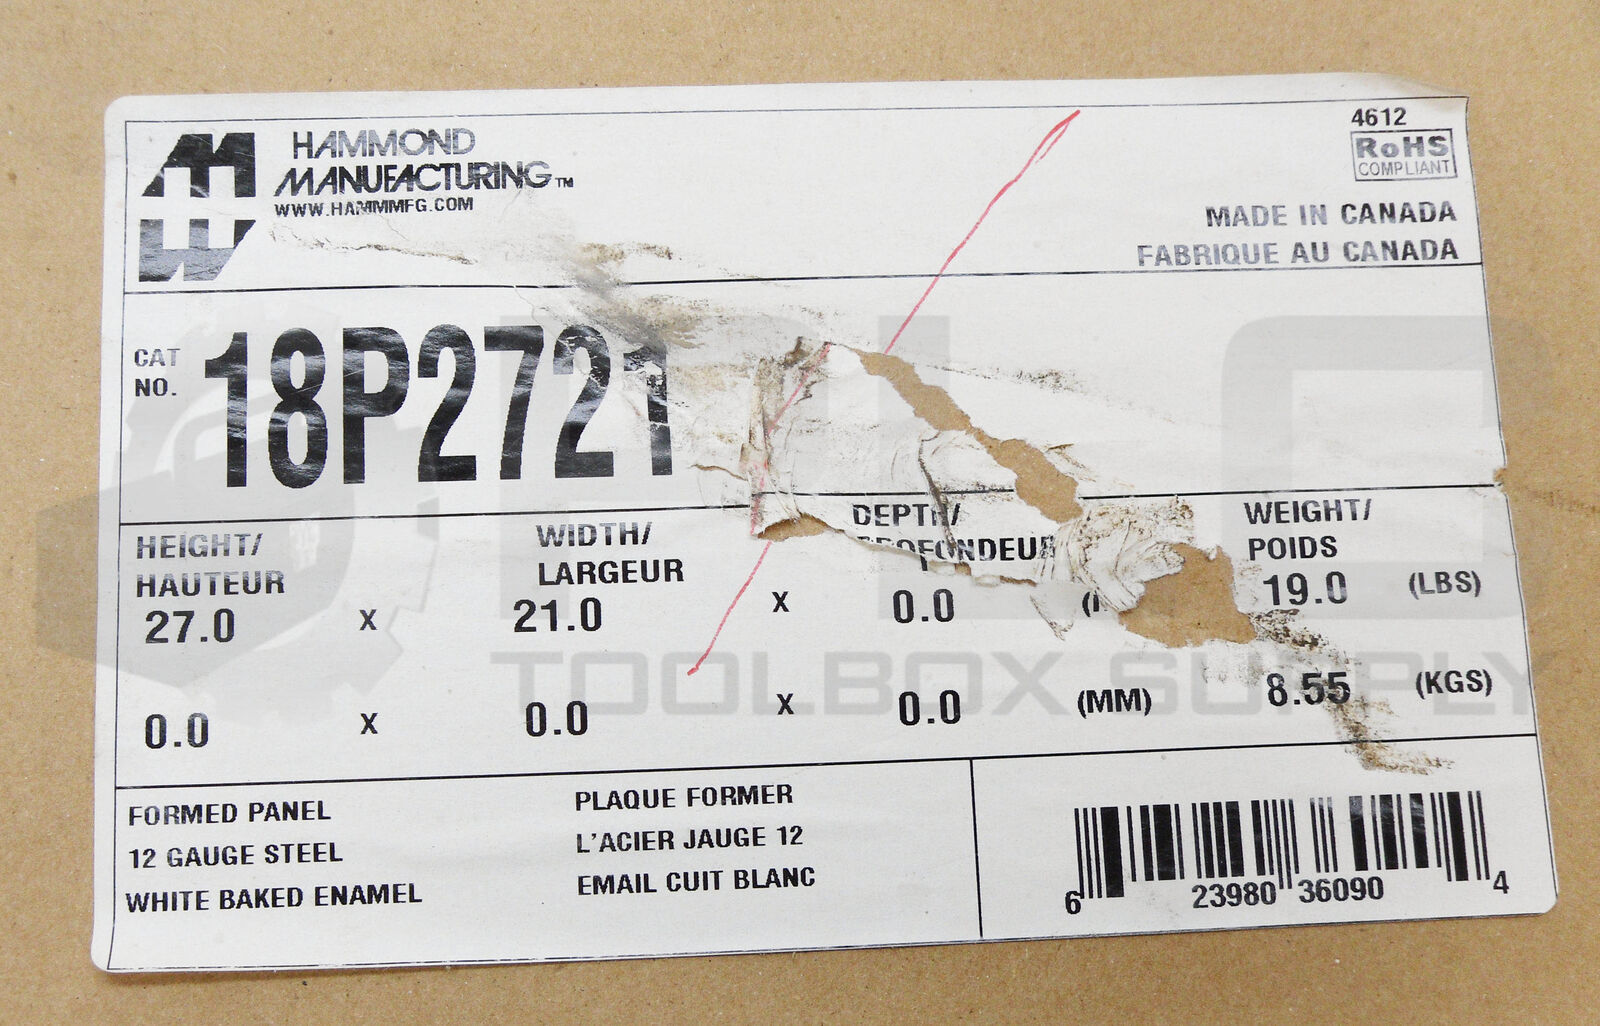 HAMMOND
MANUFACTURING™
WWW.HAMMMFG.COM
4612
RoHS
COMPLIANT
MADE IN CANADA
FABRIQUE AU CANADA
CAT
NO.
18P2721
HEIGHT/
HAUTEUR
WIDTH/
LARGEUR
DEPTH/
PROFONDEUR
WEIGHT/
POIDS
27.0 X 21.0 X 0.0 19.0 (LBS)
0.0 X 0.0 X 0.0 (MM) 8.55 (KGS)
FORMED PANEL
12 GAUGE STEEL
WHITE BAKED ENAMEL
PLAQUE FORMER
L'ACIER JAUGE 12
EMAIL CUIT BLANC
6 23980 36090 4
PLC
TOOLBOX SUPPLY